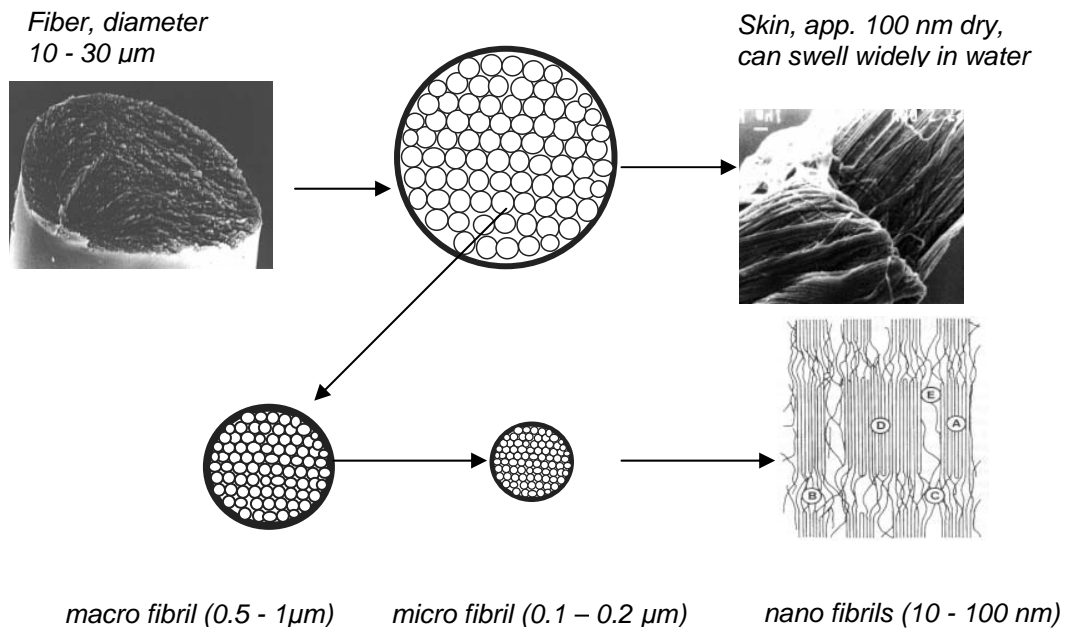 Fiber, diameter
10 - 30 µm
Skin, app. 100 nm dry,
can swell widely in water
E
D
A
B
C
macro fibril (0.5 - 1µm)
micro fibril (0.1 – 0.2 µm)
nano fibrils (10 - 100 nm)